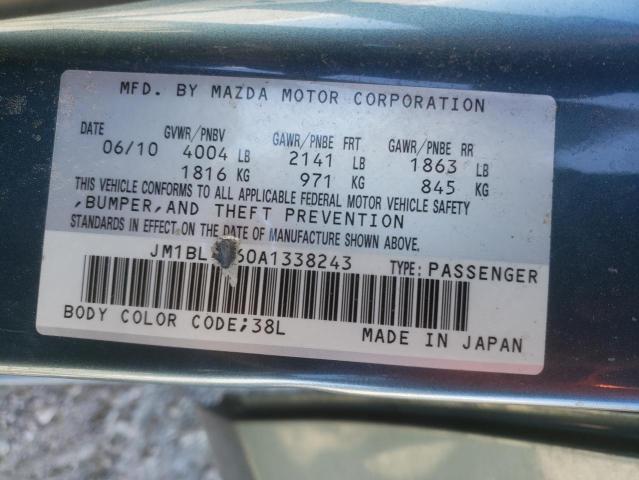 MFD. BY MAZDA MOTOR CORPORATION
DATE GVWR/PNBV GAWR/PNBE FRT GAWR/PNBE RR
06/10 4004 LB 2141 LB 1863 LB
1816 KG 971 KG 845 KG
THIS VEHICLE CONFORMS TO ALL APPLICABLE FEDERAL MOTOR VEHICLE SAFETY
,BUMPER,AND THEFT PREVENTION
STANDARDS IN EFFECT ON THE DATE OF MANUFACTURE SHOWN ABOVE.
TYPE: PASSENGER
BODY COLOR CODE;38L MADE IN JAPAN